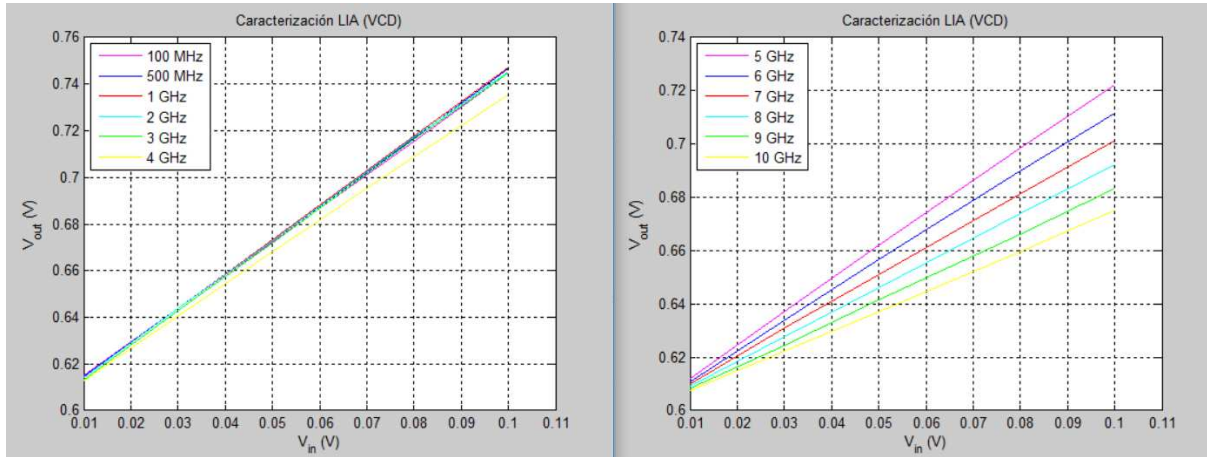 Caracterización LIA (VCD)
0.76
0.74
0.72
0.7
0.68
0.66
0.64
0.62
0.6
V_out (V)
100 MHz
500 MHz
1 GHz
2 GHz
3 GHz
4 GHz
0.01 0.02 0.03 0.04 0.05 0.06 0.07 0.08 0.09 0.1 0.11
V_in (V)
Caracterización LIA (VCD)
0.74
0.72
0.7
0.68
0.66
0.64
0.62
0.6
V_out (V)
5 GHz
6 GHz
7 GHz
8 GHz
9 GHz
10 GHz
0.01 0.02 0.03 0.04 0.05 0.06 0.07 0.08 0.09 0.1 0.11
V_in (V)